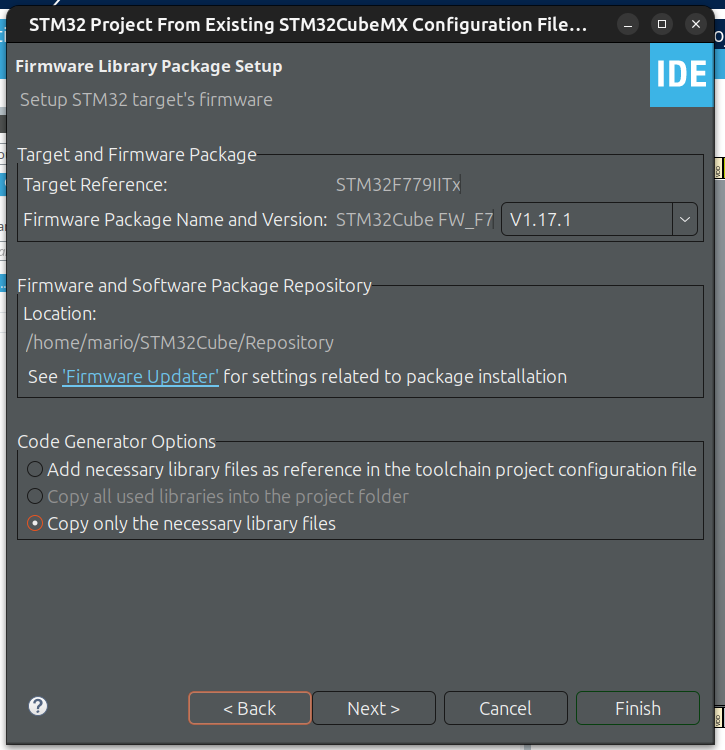 STM32 Project From Existing STM32CubeMX Configuration File...
Firmware Library Package Setup
IDE
Setup STM32 target's firmware
Target and Firmware Package
Target Reference: STM32F779IITx
Firmware Package Name and Version: STM32Cube FW_F7 V1.17.1
Firmware and Software Package Repository
Location:
/home/mario/STM32Cube/Repository
See 'Firmware Updater' for settings related to package installation
Code Generator Options
Add necessary library files as reference in the toolchain project configuration file
Copy all used libraries into the project folder
Copy only the necessary library files
? < Back Next > Cancel Finish